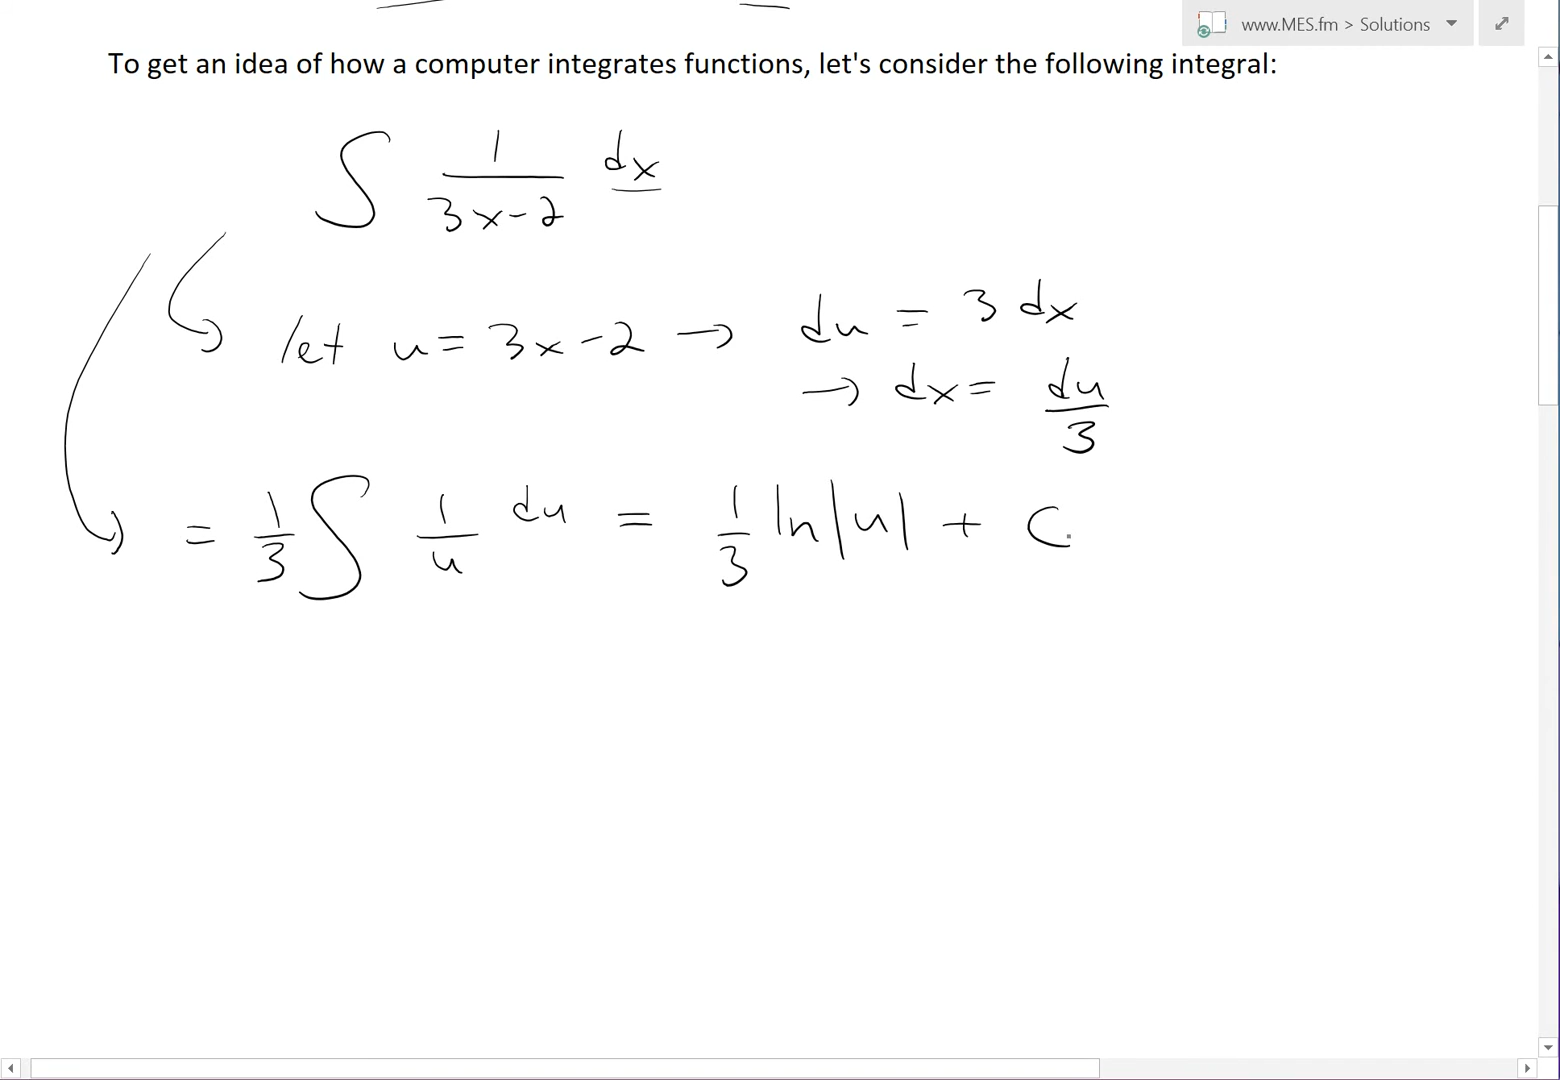 www.MES.fm > Solutions
To get an idea of how a computer integrates functions, let's consider the following integral:
∫ 1/(3x-2) dx
let u = 3x-2 → du = 3 dx
→ dx = du/3
= 1/3 ∫ 1/u du = 1/3 ln|u| + C